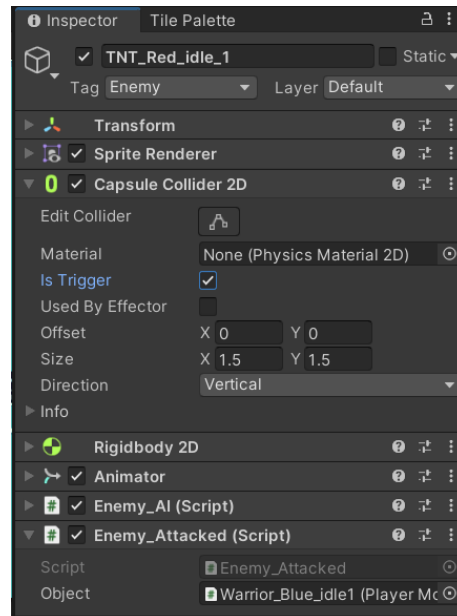 Inspector Tile Palette
TNT_Red_idle_1 Static
Tag Enemy Layer Default
Transform
Sprite Renderer
Capsule Collider 2D
Edit Collider
Material None (Physics Material 2D)
Is Trigger
Used By Effector
Offset X 0 Y 0
Size X 1.5 Y 1.5
Direction Vertical
Info
Rigidbody 2D
Animator
# Enemy_AI (Script)
# Enemy_Attacked (Script)
Script Enemy_Attacked
Object Warrior_Blue_idle1 (Player Mo